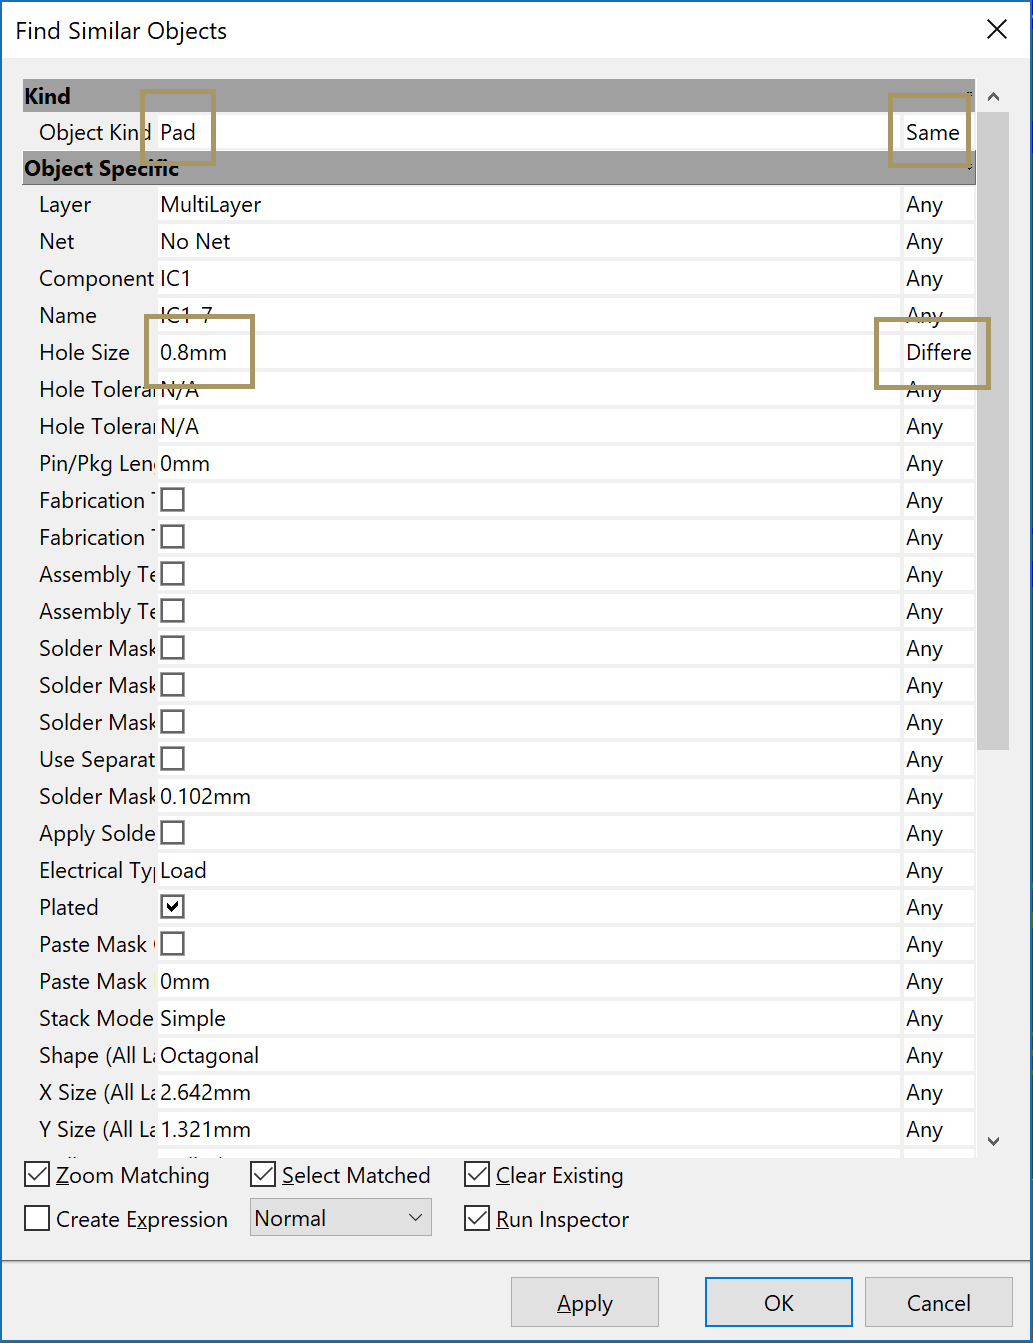 Find Similar Objects
Kind
Object Kind Pad Same
Object Specific
Layer MultiLayer Any
Net No Net Any
Component IC1 Any
Name IC1-7 Any
Hole Size 0.8mm Differe
Hole Tolera N/A Any
Hole Tolera N/A Any
Pin/Pkg Len 0mm Any
Fabrication T Any
Fabrication T Any
Assembly Te Any
Assembly Te Any
Solder Mask Any
Solder Mask Any
Solder Mask Any
Use Separat Any
Solder Mask 0.102mm Any
Apply Solde Any
Electrical Typ Load Any
Plated Any
Paste Mask Any
Paste Mask 0mm Any
Stack Mode Simple Any
Shape (All La Octagonal Any
X Size (All La 2.642mm Any
Y Size (All La 1.321mm Any
Zoom Matching Select Matched Clear Existing
Create Expression Normal Run Inspector
Apply OK Cancel